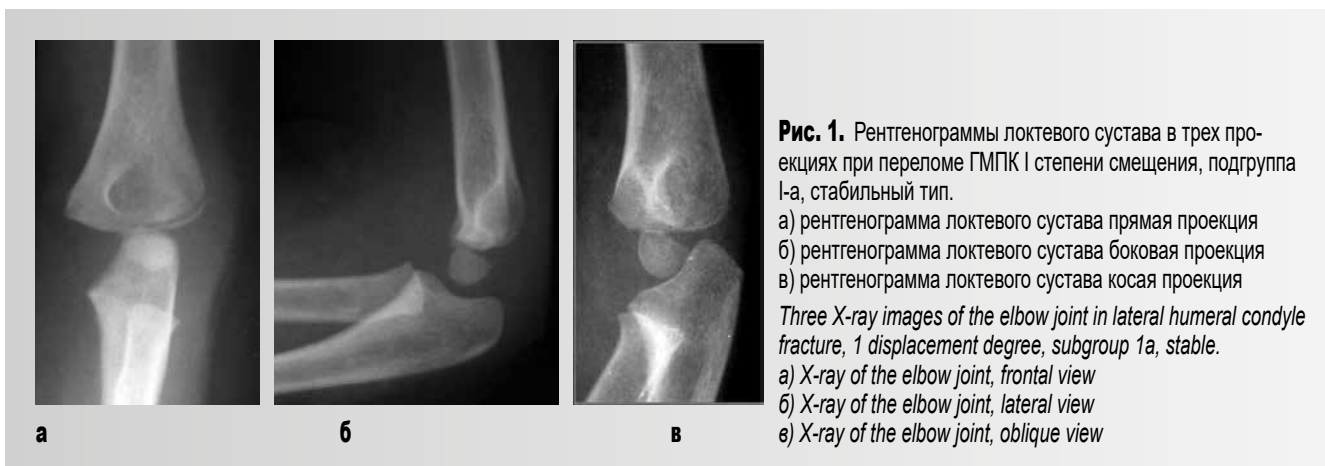 Рис. 1. Рентгенограммы локтевого сустава в трех про-
екциях при переломе ГМПК I степени смещения, подгруппа
I-а, стабильный тип.
а) рентгенограмма локтевого сустава прямая проекция
б) рентгенограмма локтевого сустава боковая проекция
в) рентгенограмма локтевого сустава косая проекция
Three X-ray images of the elbow joint in lateral humeral condyle
fracture, 1 displacement degree, subgroup 1a, stable.
а) X-ray of the elbow joint, frontal view
б) X-ray of the elbow joint, lateral view
в) X-ray of the elbow joint, oblique view
а б в